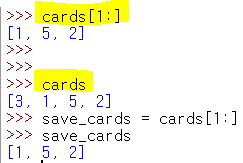 >>> cards[1:]
[1, 5, 2]
>>>
>>>
>>> cards
[3, 1, 5, 2]
>>> save_cards = cards[1:]
>>> save_cards
[1, 5, 2]